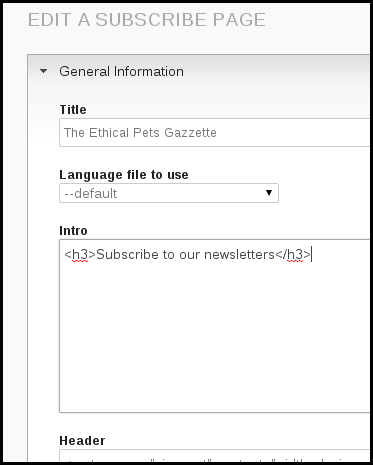 EDIT A SUBSCRIBE PAGE
General Information
Title
The Ethical Pets Gazzette
Language file to use
--default
Intro
<h3>Subscribe to our newsletters</h3>
Header